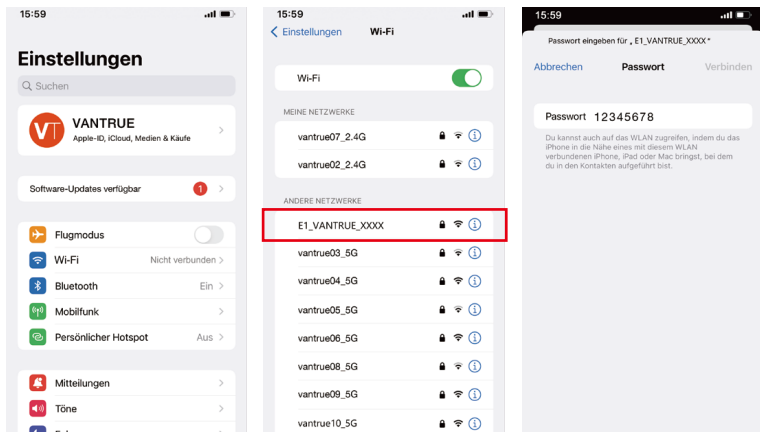 15:59
Einstellungen
Suchen
VT
VANTRUE
Apple-ID, iCloud, Medien & Käufe
Software-Updates verfügbar 1
Flugmodus
Wi-Fi Nicht verbunden
Bluetooth Ein
Mobilfunk
Persönlicher Hotspot Aus
Mitteilungen
Töne
15:59
Einstellungen Wi-Fi
Wi-Fi
MEINE NETZWERKE
vantrue07_2.4G
vantrue02_2.4G
ANDERE NETZWERKE
E1_VANTRUE_XXXX
vantrue03_5G
vantrue04_5G
vantrue05_5G
vantrue06_5G
vantrue08_5G
vantrue09_5G
vantrue10_5G
15:59
Passwort eingeben für „E1_VANTRUE_XXXX"
Abbrechen Passwort Verbinden
Passwort 12345678
Du kannst auch auf das WLAN zugreifen, indem du das
iPhone in die Nähe eines mit diesem WLAN
verbundenen iPhone, iPad oder Mac bringst, bei dem
du in den Kontakten aufgeführt bist.